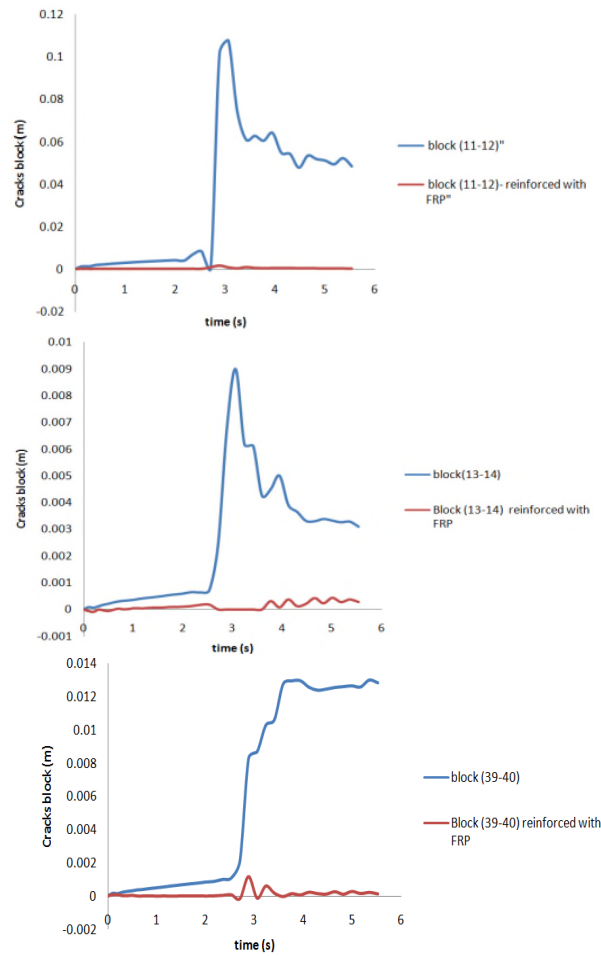 0.12
0.1
0.08
0.06
0.04
0.02
0
-0.02
Cracks block (m)
0 1 2 3 4 5 6
time (s)
block (11-12)"
block (11-12)- reinforced with
FRP"
0.01
0.009
0.008
0.007
0.006
0.005
0.004
0.003
0.002
0.001
0
-0.001
Cracks block (m)
0 1 2 3 4 5 6
time (s)
block(13-14)
Block (13-14) reinforced with
FRP
0.014
0.012
0.01
0.008
0.006
0.004
0.002
0
-0.002
Cracks block (m)
0 1 2 3 4 5 6
time (s)
block (39-40)
Block (39-40) reinforced with
FRP